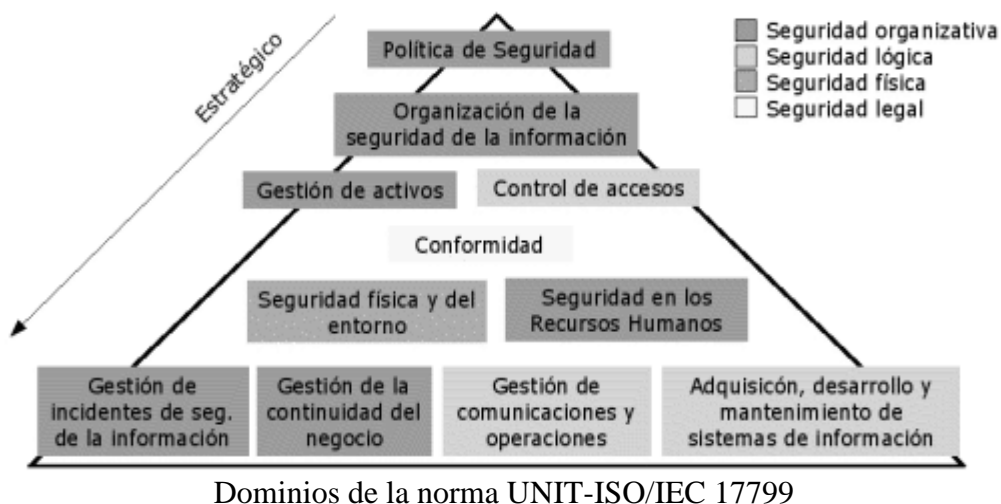 Política de Seguridad
Seguridad organizativa
Seguridad lógica
Seguridad física
Seguridad legal
Estratégico
Organización de la
seguridad de la información
Gestión de activos
Control de accesos
Conformidad
Seguridad física y del
entorno
Seguridad en los
Recursos Humanos
Gestión de
incidentes de seg.
de la información
Gestión de la
continuidad del
negocio
Gestión de
comunicaciones y
operaciones
Adquisicón, desarrollo y
mantenimiento de
sistemas de información
Dominios de la norma UNIT-ISO/IEC 17799